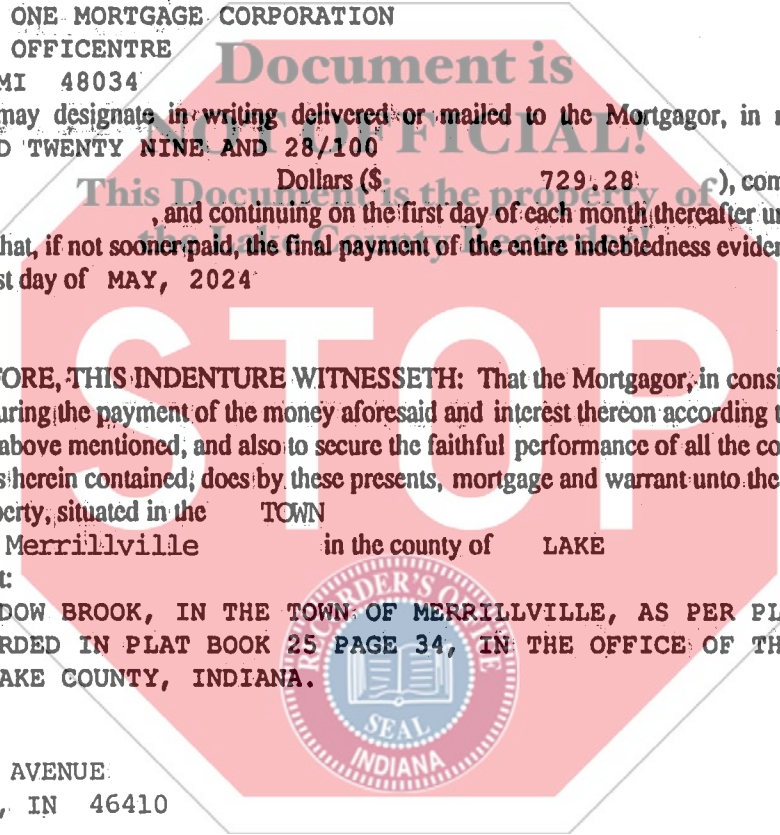 ONE MORTGAGE CORPORATION
OFFICENTRE
MI 48034
Document is
may designate in writing delivered or mailed to the Mortgagor, in
NOT OFFICIAL!
TWENTY NINE AND 28/100
Dollars ($ 729.28 ), com
This Document is the property of
, and continuing on the first day of each month thereafter un
the Lake County Recorder!
hat, if not sooner paid, the final payment of the entire indebtedness eviden
st day of MAY, 2024
STOP
FORE, THIS INDENTURE WITNESSETH: That the Mortgagor, in consi
uring the payment of the money aforesaid and interest thereon according
above mentioned, and also to secure the faithful performance of all the co
s herein contained, does by these presents, mortgage and warrant unto the
perty, situated in the TOWN
Merrillville in the county of LAKE
t:
DOW BROOK, IN THE TOWN OF MERRILLVILLE, AS PER PL
RDED IN PLAT BOOK 25 PAGE 34, IN THE OFFICE OF TH
AKE COUNTY, INDIANA.
RECORDER'S OFFICE
SEAL
INDIANA
AVENUE
, IN 46410